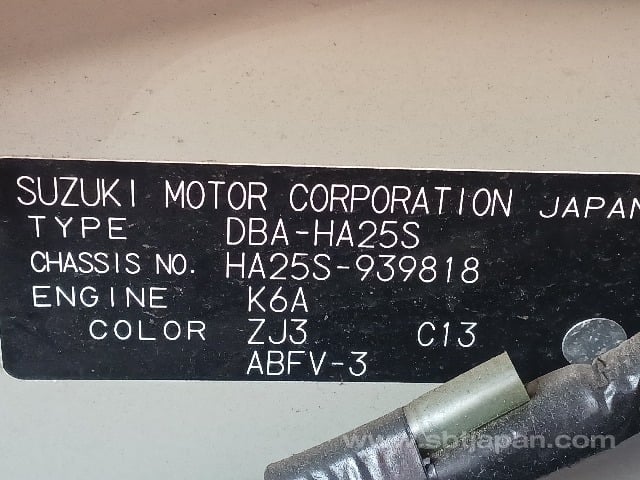 SUZUKI MOTOR CORPORATION JAPAN
TYPE DBA-HA25S
CHASSIS NO. HA25S-939818
ENGINE K6A
COLOR ZJ3 C13
ABFV-3
www.sbtjapan.com